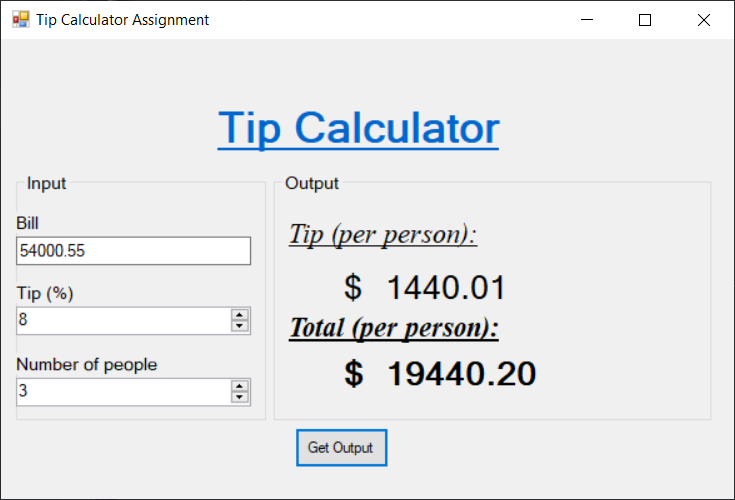 Tip Calculator Assignment
Tip Calculator
Input
Bill
54000.55
Tip (%)
8
Number of people
3
Output
Tip (per person):
$ 1440.01
Total (per person):
$ 19440.20
Get Output